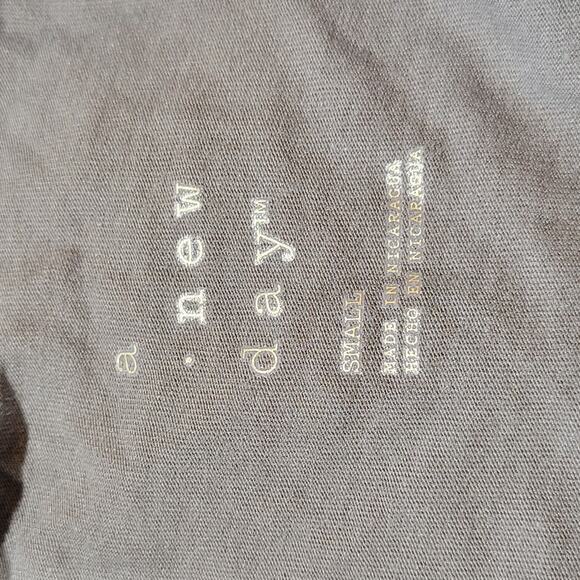 a
• new
day™
SMALL
MADE IN NICARAGUA
HECHO EN NICARAGUA